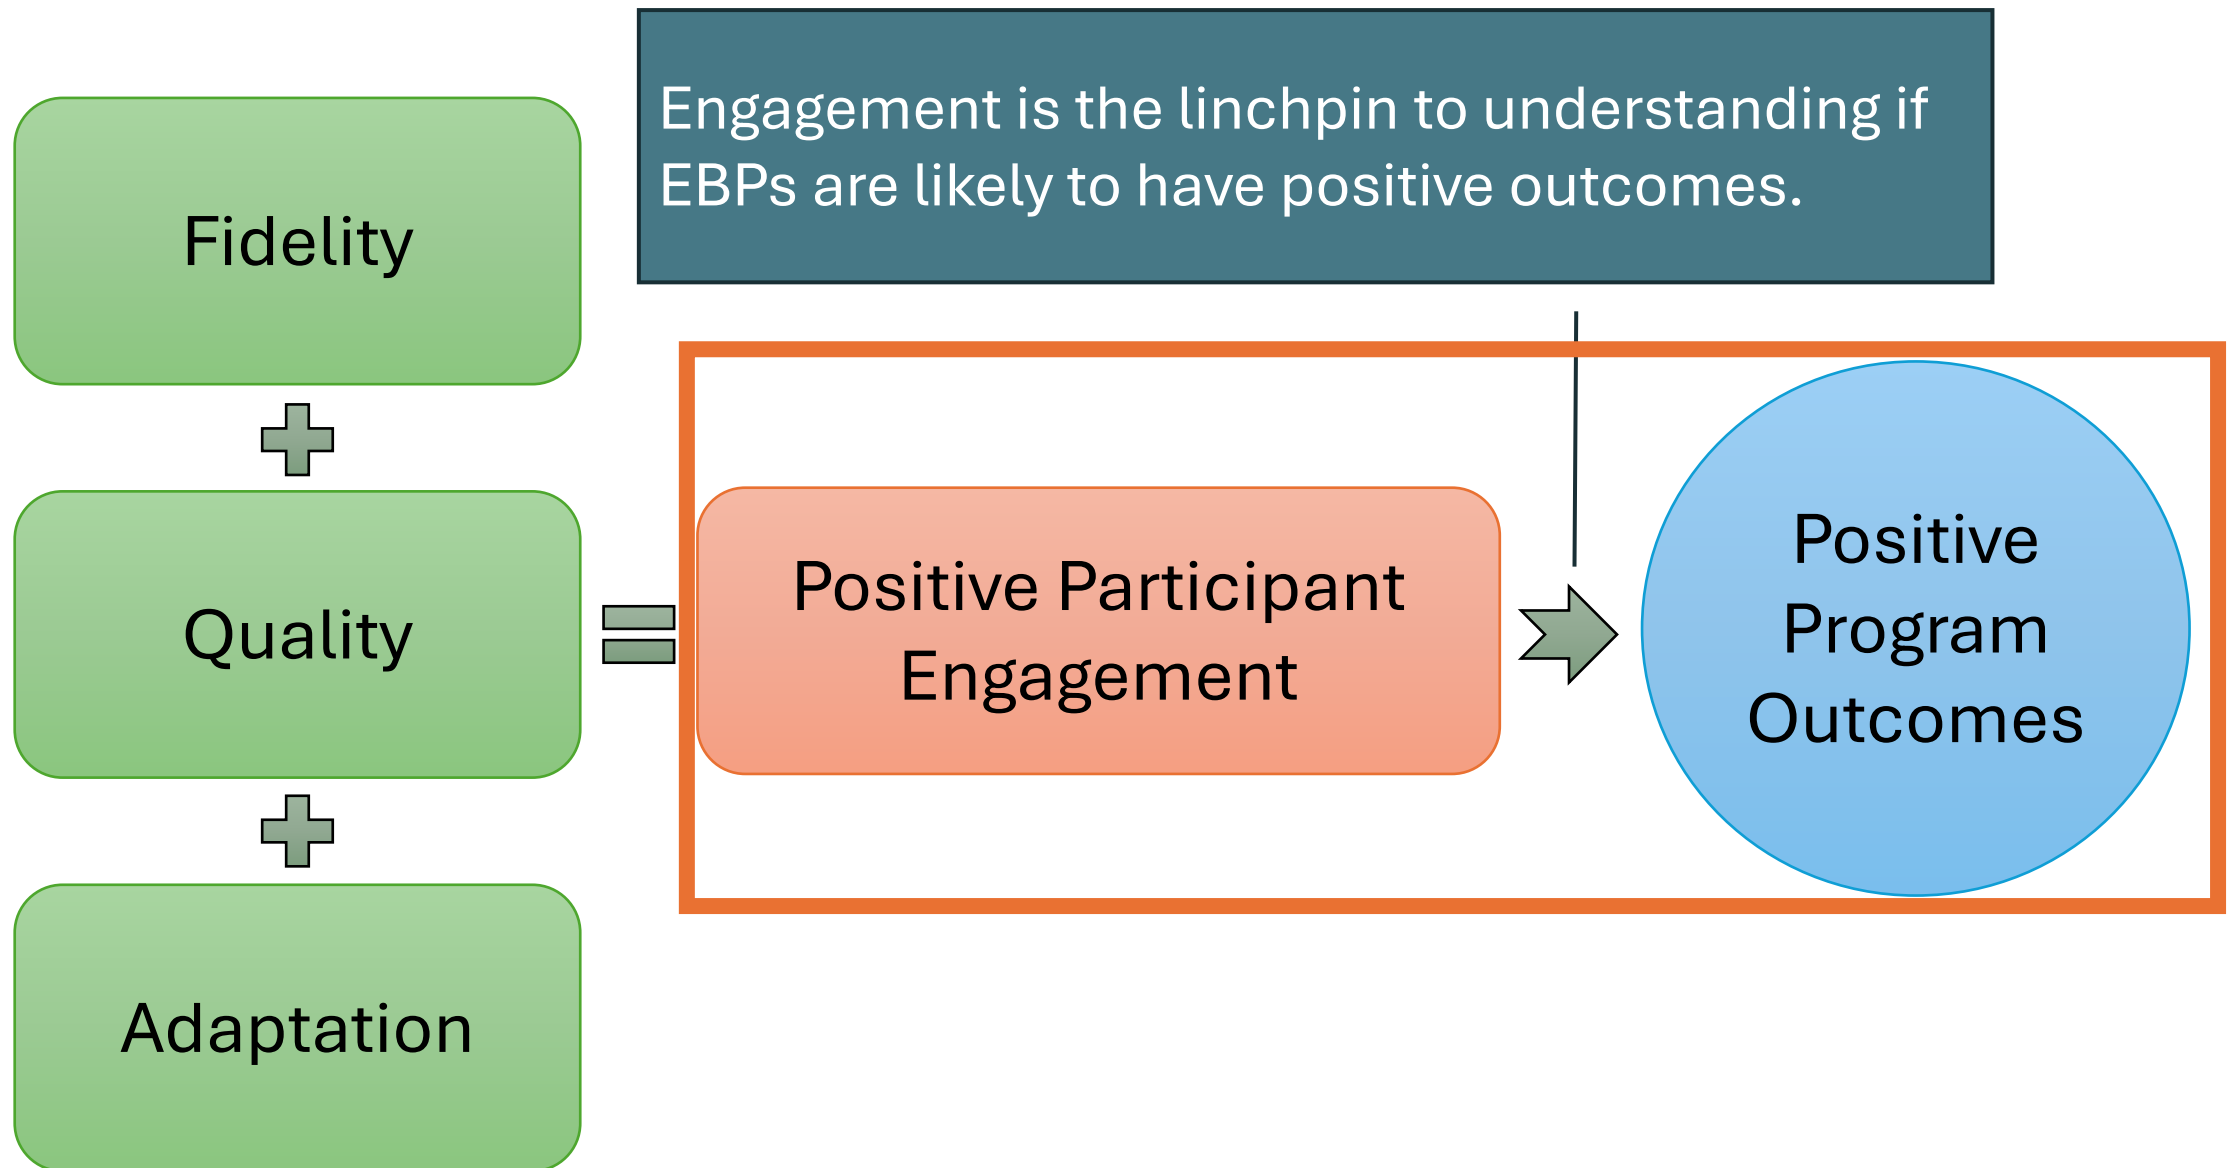 Engagement is the linchpin to understanding if
EBPs are likely to have positive outcomes.
Fidelity
Quality
Adaptation
Positive Participant
Engagement
Positive
Program
Outcomes